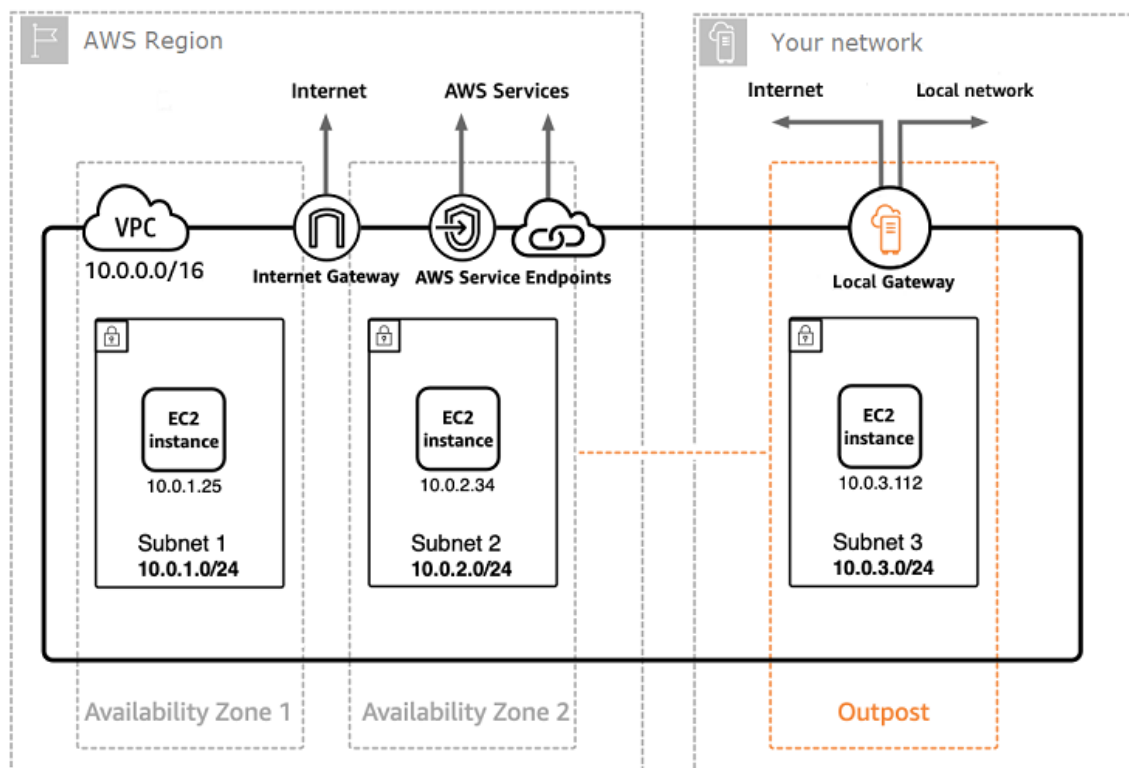 AWS Region
Your network
Internet
AWS Services
Internet
Local network
VPC
10.0.0.0/16
Internet Gateway
AWS Service Endpoints
Local Gateway
EC2
instance
10.0.1.25
Subnet 1
10.0.1.0/24
EC2
instance
10.0.2.34
Subnet 2
10.0.2.0/24
EC2
instance
10.0.3.112
Subnet 3
10.0.3.0/24
Availability Zone 1
Availability Zone 2
Outpost